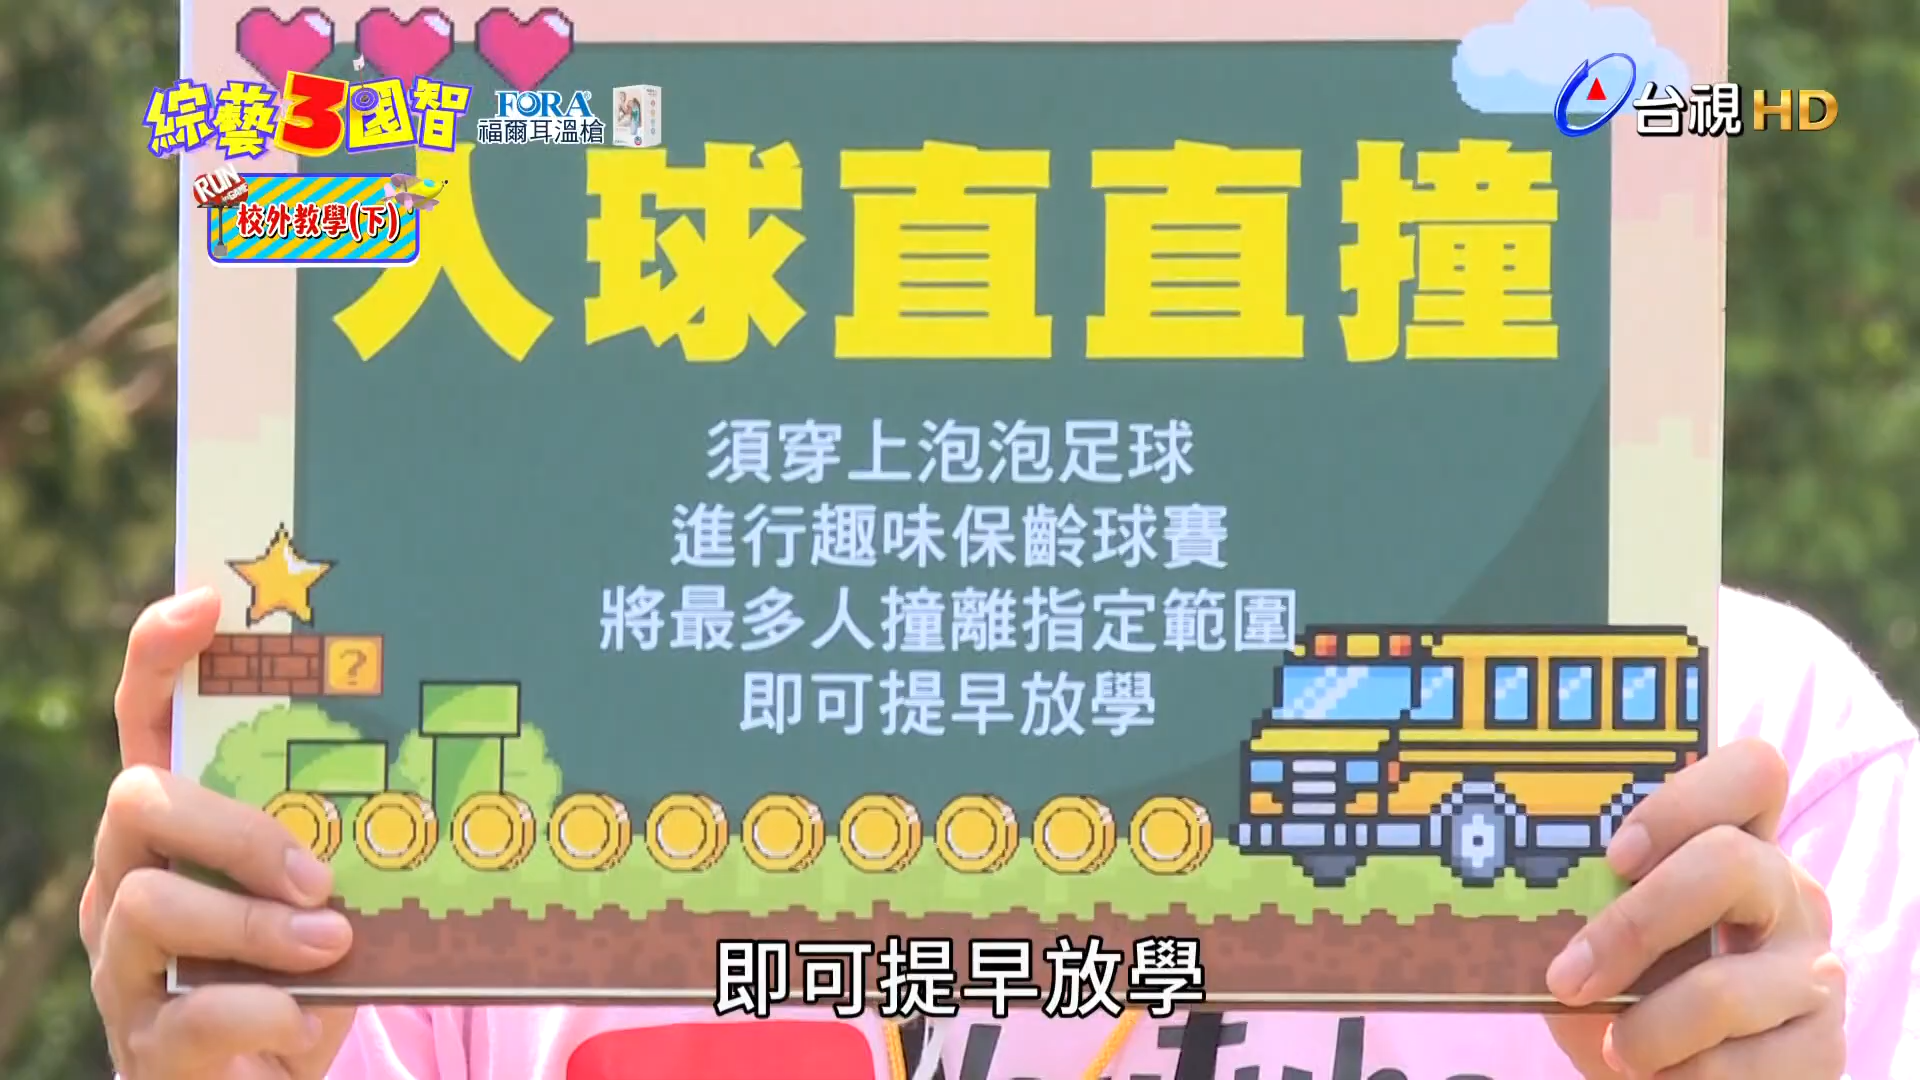 綜藝3國智
FORA
福爾耳溫槍
台視HD
RUN
校外教學(下)
人球直直撞
須穿上泡泡足球
進行趣味保齡球賽
將最多人撞離指定範圍
即可提早放學
?
即可提早放學
YouTube